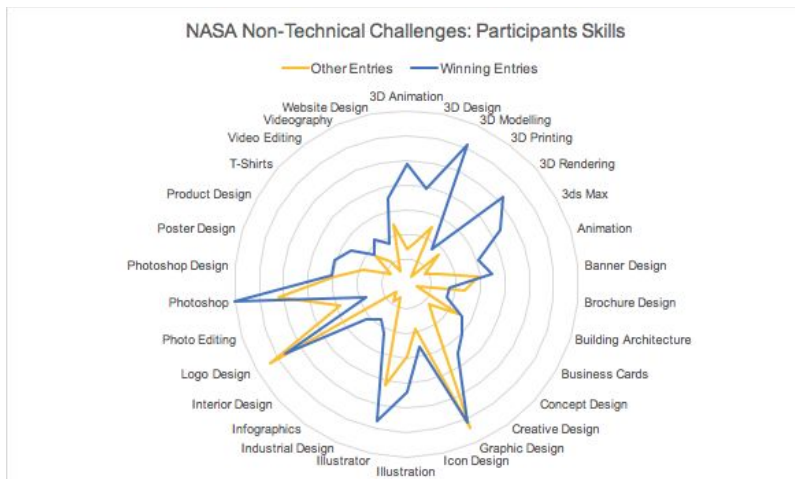 NASA Non-Technical Challenges: Participants Skills
Other Entries
Winning Entries
3D Animation
3D Design
3D Modelling
3D Printing
3D Rendering
3ds Max
Animation
Banner Design
Brochure Design
Building Architecture
Business Cards
Concept Design
Creative Design
Graphic Design
Icon Design
Illustration
Illustrator
Industrial Design
Infographics
Interior Design
Logo Design
Photo Editing
Photoshop
Photoshop Design
Poster Design
Product Design
T-Shirts
Video Editing
Videography
Website Design